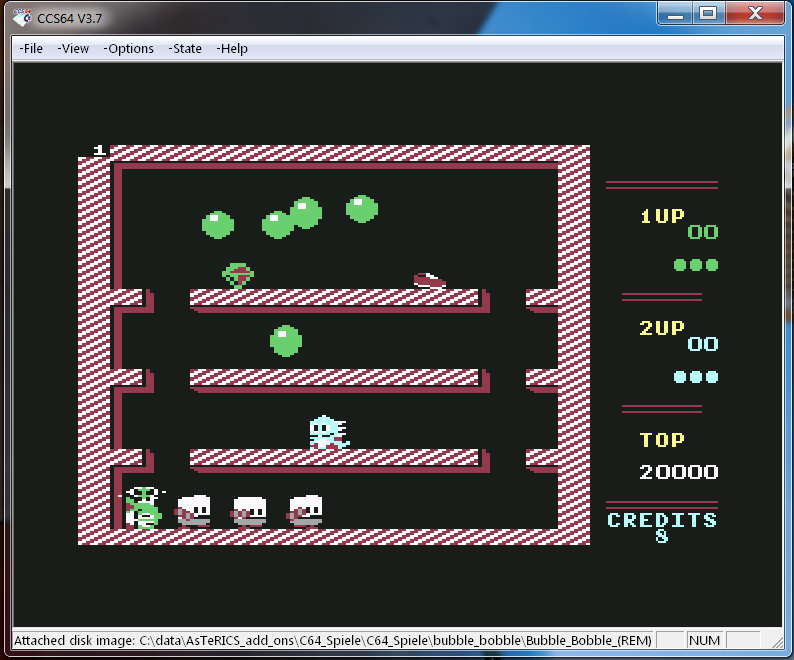 CCS64 V3.7
-File -View -Options -State -Help
1
1UP
00
2UP
00
TOP
20000
CREDITS
8
Attached disk image: C:\data\AsTeRICS_add_ons\C64_Spiele\C64_Spiele\bubble_bobble\Bubble_Bobble_(REM) NUM